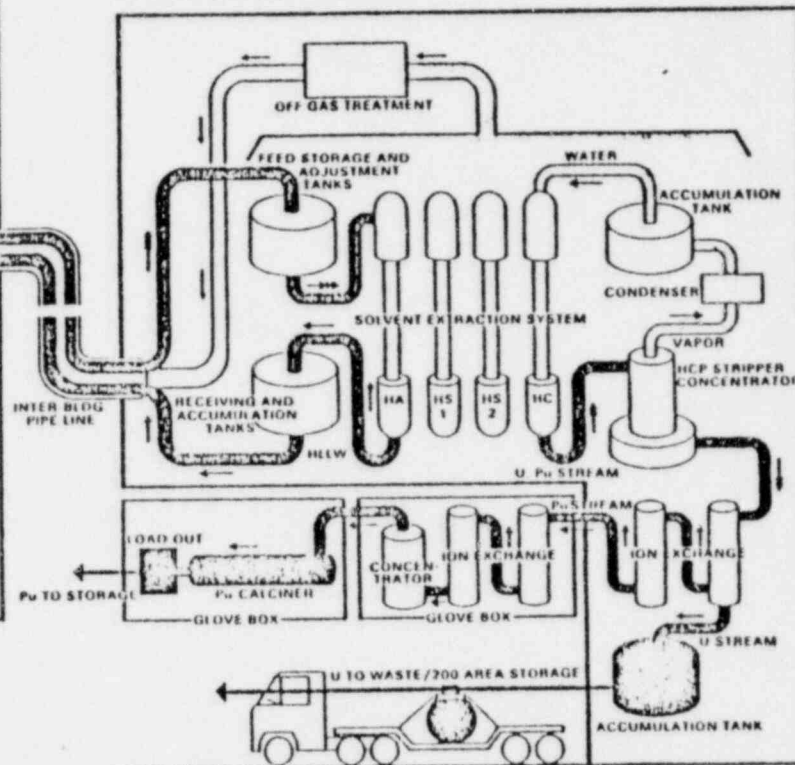 OFF GAS TREATMENT
FEED STORAGE AND
ADJUSTMENT
TANKS
WATER
ACCUMULATION
TANK
CONDENSER
SOLVENT EXTRACTION SYSTEM
VAPOR
HCP STRIPPER
CONCENTRATOR
INTER BLDG
PIPE LINE
RECEIVING AND
ACCUMULATION
TANKS
HA
HS
1
HS
2
HC
HLLW
U, Pu STREAM
Pu STREAM
LOAD OUT
CONCEN-
TRATOR
ION EXCHANGE
ION EXCHANGE
Pu TO STORAGE
Pu CALCINER
GLOVE BOX
GLOVE BOX
U STREAM
U TO WASTE/200 AREA STORAGE
ACCUMULATION TANK